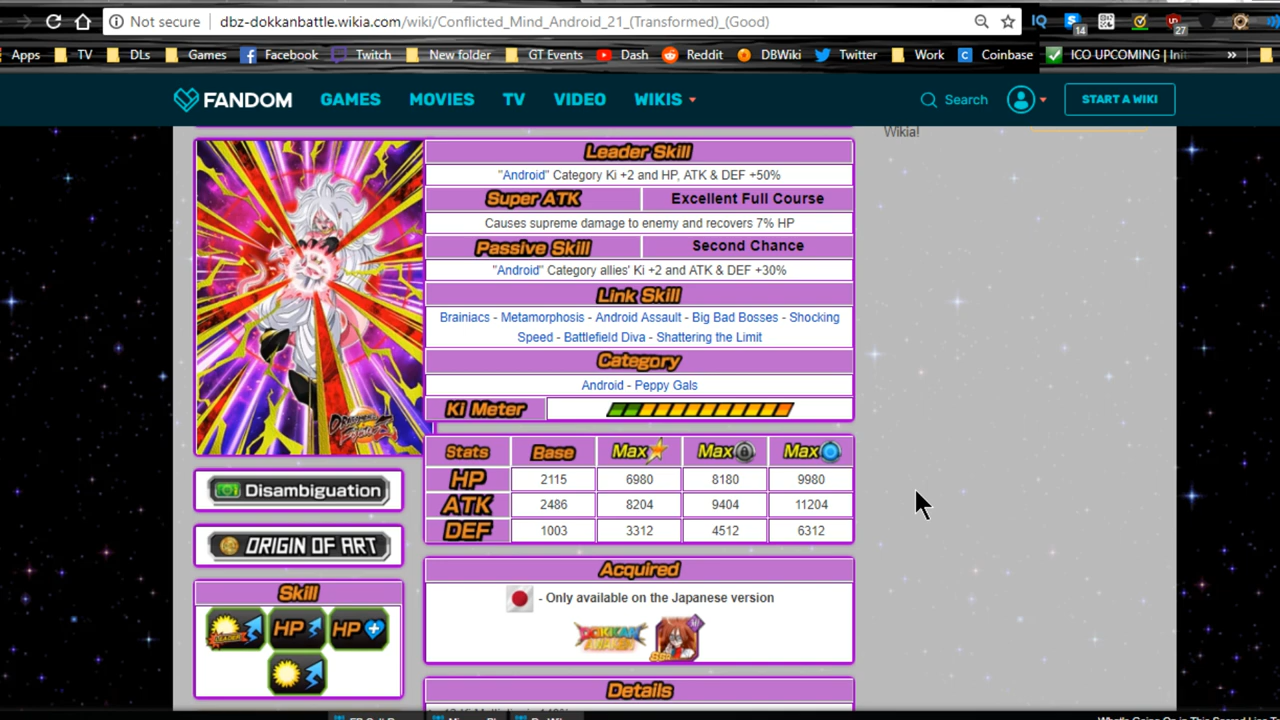 Not secure | dbz-dokkanbattle.wikia.com/wiki/Conflicted_Mind_Android_21_(Transformed)_(Good)
IQ 14 27
Apps TV DLs Games Facebook Twitch New folder GT Events Dash Reddit DBWiki Twitter Work Coinbase ICO UPCOMING | Ini »
FANDOM GAMES MOVIES TV VIDEO WIKIS Search START A WIKI
Wikia!
Leader Skill
"Android" Category Ki +2 and HP, ATK & DEF +50%
Super ATK Excellent Full Course
Causes supreme damage to enemy and recovers 7% HP
Passive Skill Second Chance
"Android" Category allies' Ki +2 and ATK & DEF +30%
Link Skill
Brainiacs - Metamorphosis - Android Assault - Big Bad Bosses - Shocking
Speed - Battlefield Diva - Shattering the Limit
Category
Android - Peppy Gals
Ki Meter
Stats Base Max Max Max
HP 2115 6980 8180 9980
ATK 2486 8204 9404 11204
DEF 1003 3312 4512 6312
Disambiguation
ORIGIN OF ART
Skill
LEADER HP HP
Acquired
- Only available on the Japanese version
DOKKAN
Details